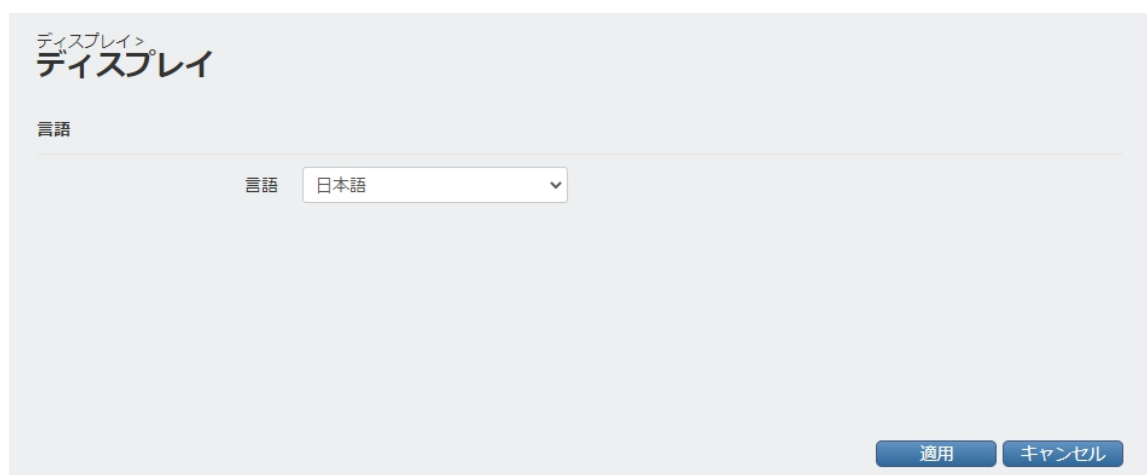 ディスプレイ >
ディスプレイ
言語
言語 日本語
適用 キャンセル